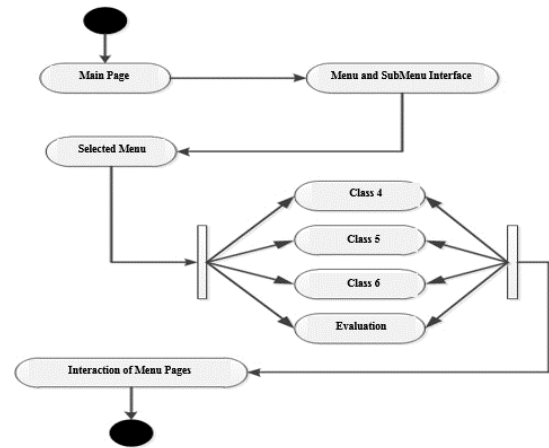 Main Page
Menu and SubMenu Interface
Selected Menu
Class 4
Class 5
Class 6
Evaluation
Interaction of Menu Pages